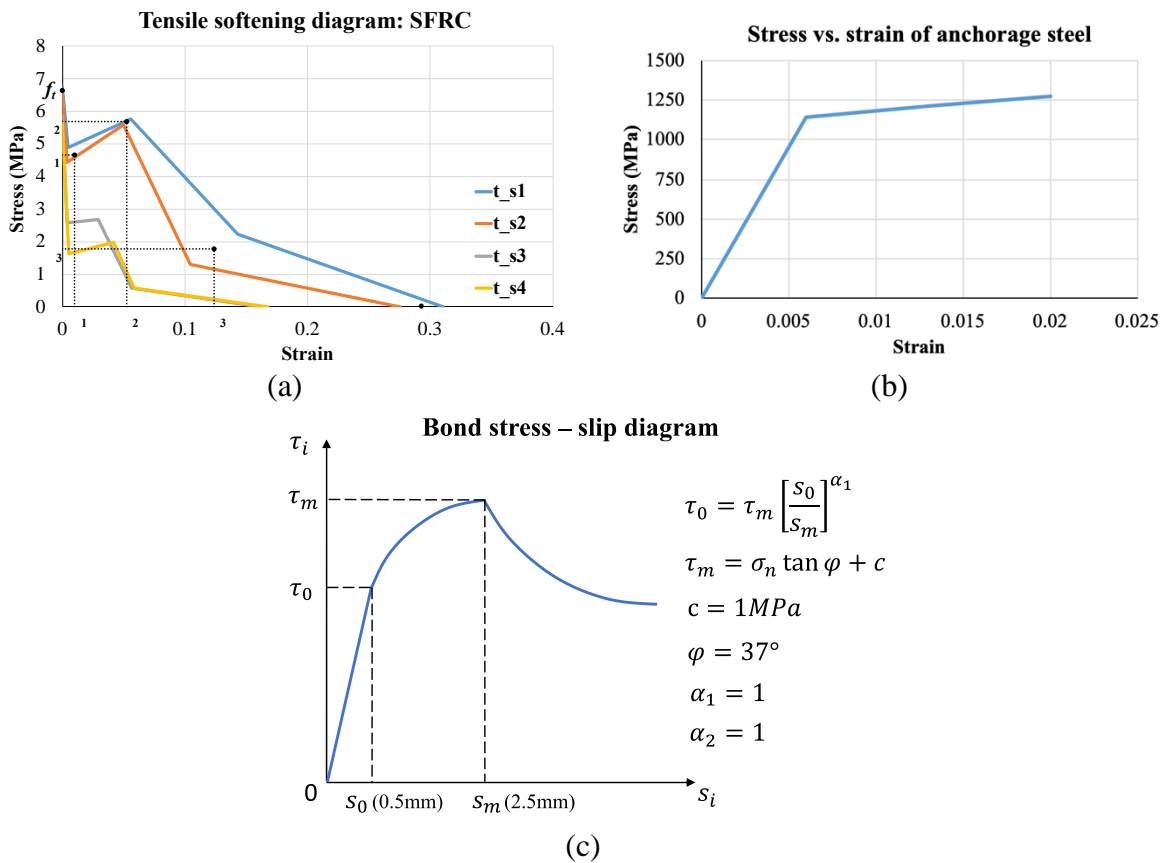 Tensile softening diagram: SFRC
8
7
6
5
4
3
2
1
0
f_t
2
1
3
Stress (MPa)
t_s1
t_s2
t_s3
t_s4
0 1 2 0.1 3 0.2 0.3 0.4
Strain
(a)
Stress vs. strain of anchorage steel
1500
1250
1000
750
500
250
0
Stress (MPa)
0 0.005 0.01 0.015 0.02 0.025
Strain
(b)
Bond stress – slip diagram
τ_i
τ_m
τ_0
0
s_0 (0.5mm) s_m (2.5mm) s_i
τ_0 = τ_m [s_0/s_m]^α_1
τ_m = σ_n tan φ + c
c = 1MPa
φ = 37°
α_1 = 1
α_2 = 1
(c)